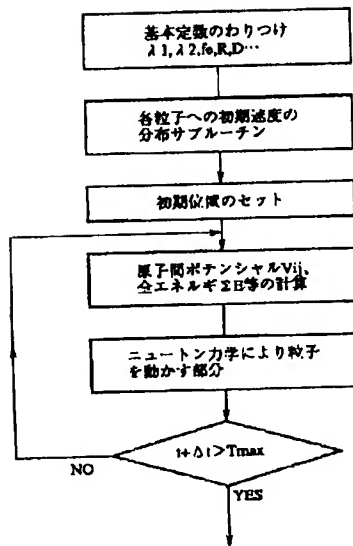 基本定数のわりつけ
λ1,λ2,fo,R,D…
各粒子への初期速度の
分布サブルーチン
初期位置のセット
原子間ポテンシャルVij、
全エネルギΣE等の計算
ニュートン力学により粒子
を動かす部分
t+Δt>Tmax
NO
YES